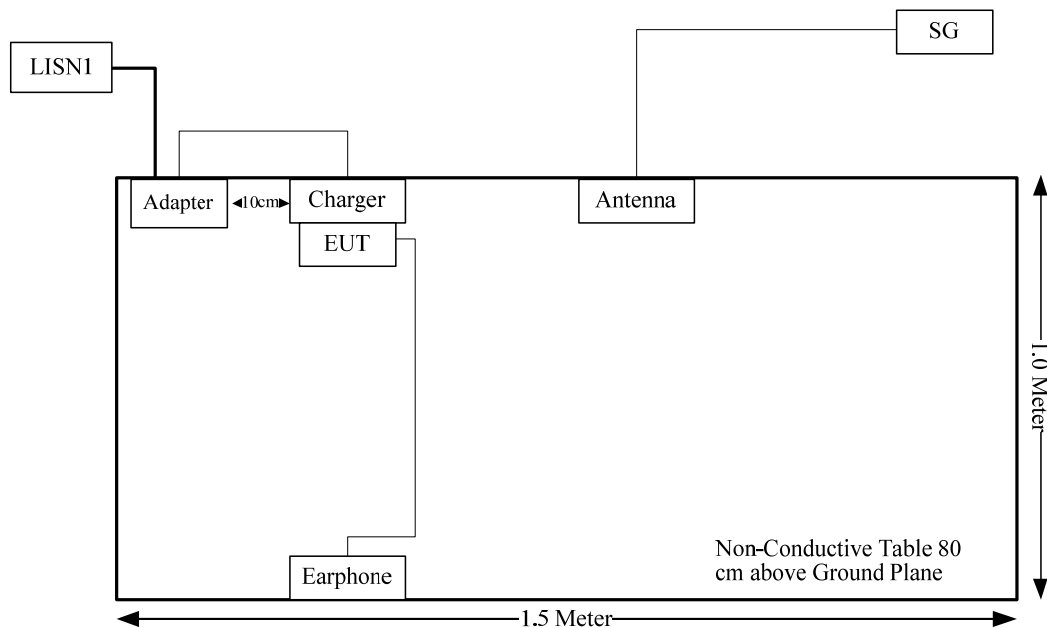 SG
LISN1
Adapter
10cm
Charger
Antenna
EUT
1.0 Meter
Earphone
Non-Conductive Table 80
cm above Ground Plane
1.5 Meter